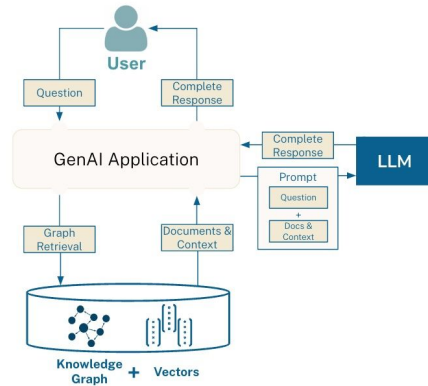 User
Question
Complete
Response
GenAI Application
Complete
Response
LLM
Prompt
Question
+
Docs &
Context
Graph
Retrieval
Documents &
Context
Knowledge
Graph + Vectors